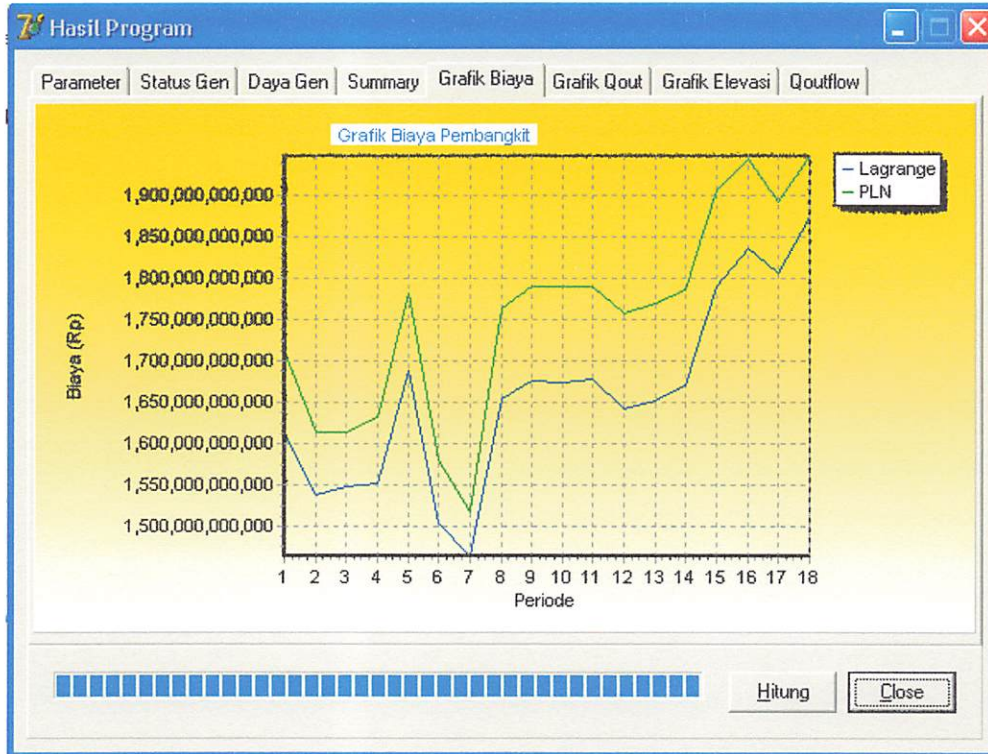 Hasil Program
Parameter Status Gen Daya Gen Summary Grafik Biaya Grafik Qout Grafik Elevasi Qoutflow
Grafik Biaya Pembangkit
Lagrange
PLN
1,900,000,000,000
1,850,000,000,000
1,800,000,000,000
1,750,000,000,000
1,700,000,000,000
1,650,000,000,000
1,600,000,000,000
1,550,000,000,000
1,500,000,000,000
Biaya (Rp)
1 2 3 4 5 6 7 8 9 10 11 12 13 14 15 16 17 18
Periode
Hitung Close